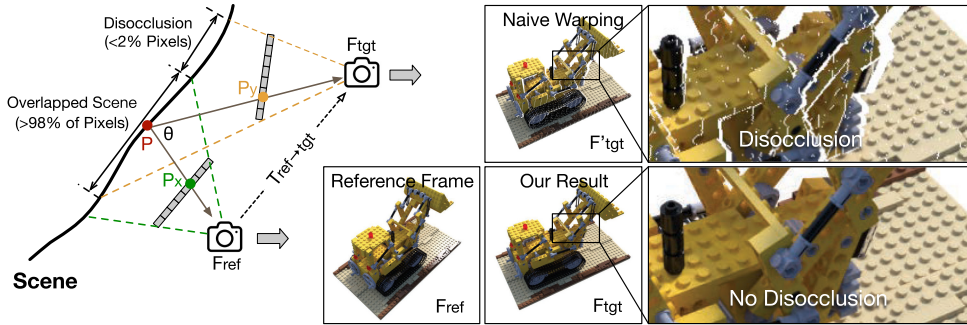 Disocclusion
(<2% Pixels)
Overlapped Scene
(>98% of Pixels)
P
θ
Py
Px
Ftgt
Tref→tgt
Fref
Scene
Naive Warping
F'tgt
Disocclusion
Reference Frame
Fref
Our Result
Ftgt
No Disocclusion